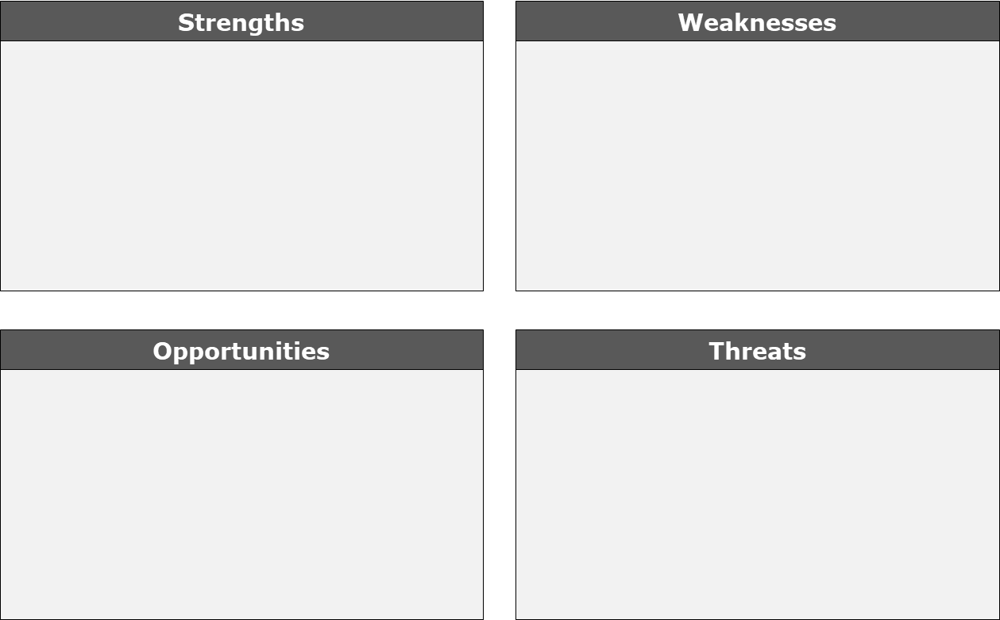 Strengths
Weaknesses
Opportunities
Threats